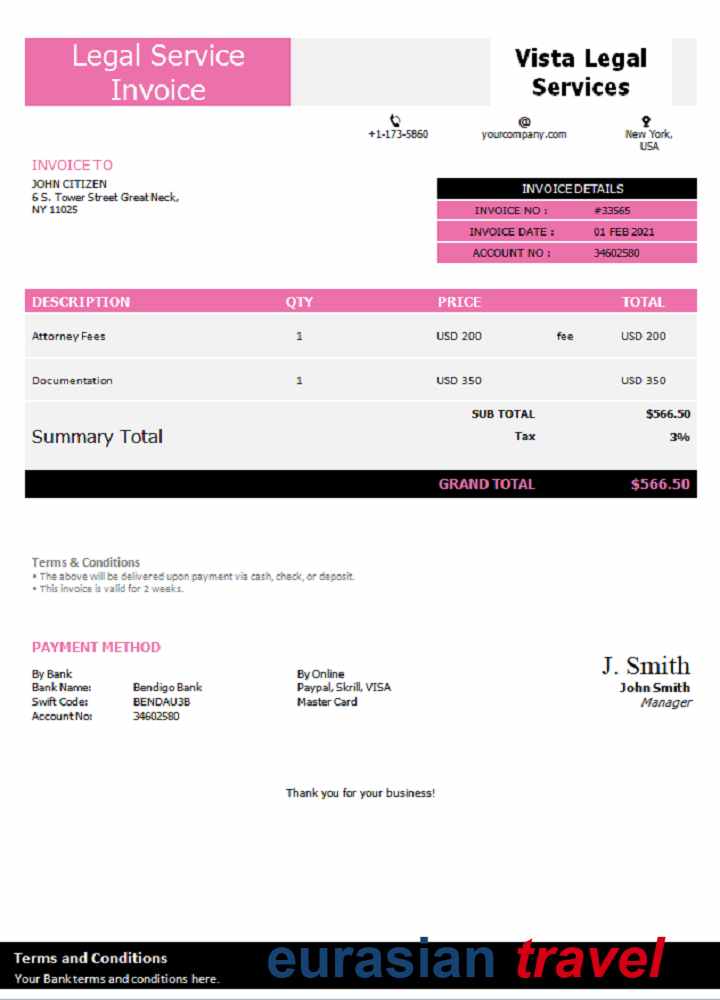 Legal Service
Invoice
Vista Legal
Services
+1-173-5860
@
yourcompany.com
New York,
USA
INVOICE TO
JOHN CITIZEN
6 S. Tower Street Great Neck,
NY 11025
INVOICE DETAILS
INVOICE NO : #33565
INVOICE DATE : 01 FEB 2021
ACCOUNT NO : 34602580
DESCRIPTION QTY PRICE TOTAL
Attorney Fees 1 USD 200 fee USD 200
Documentation 1 USD 350 USD 350
SUB TOTAL $566.50
Summary Total
Tax 3%
GRAND TOTAL $566.50
Terms & Conditions
• The above will be delivered upon payment via cash, check, or deposit.
• This invoice is valid for 2 weeks.
PAYMENT METHOD
By Bank
Bank Name: Bendigo Bank
Swift Code: BENDAU3B
Account No: 34602580
By Online
Paypal, Skrill, VISA
Master Card
J. Smith
John Smith
Manager
Thank you for your business!
Terms and Conditions
Your Bank terms and conditions here.
eurasian travel